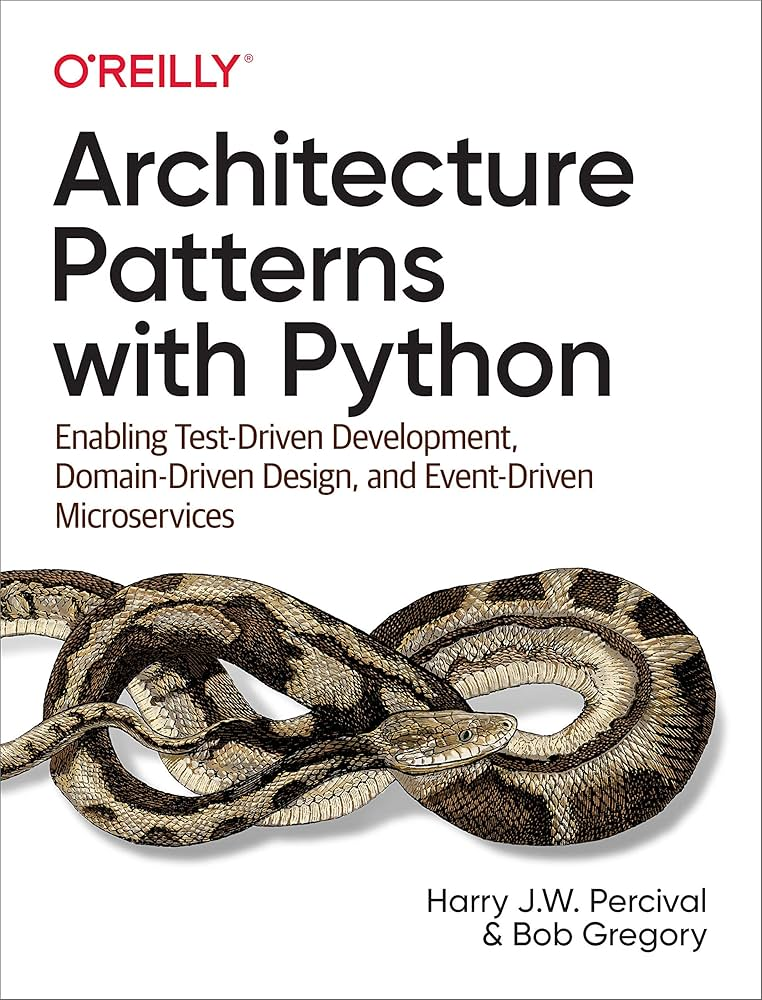 O'REILLY®
Architecture
Patterns
with Python
Enabling Test-Driven Development,
Domain-Driven Design, and Event-Driven
Microservices
Harry J.W. Percival
& Bob Gregory